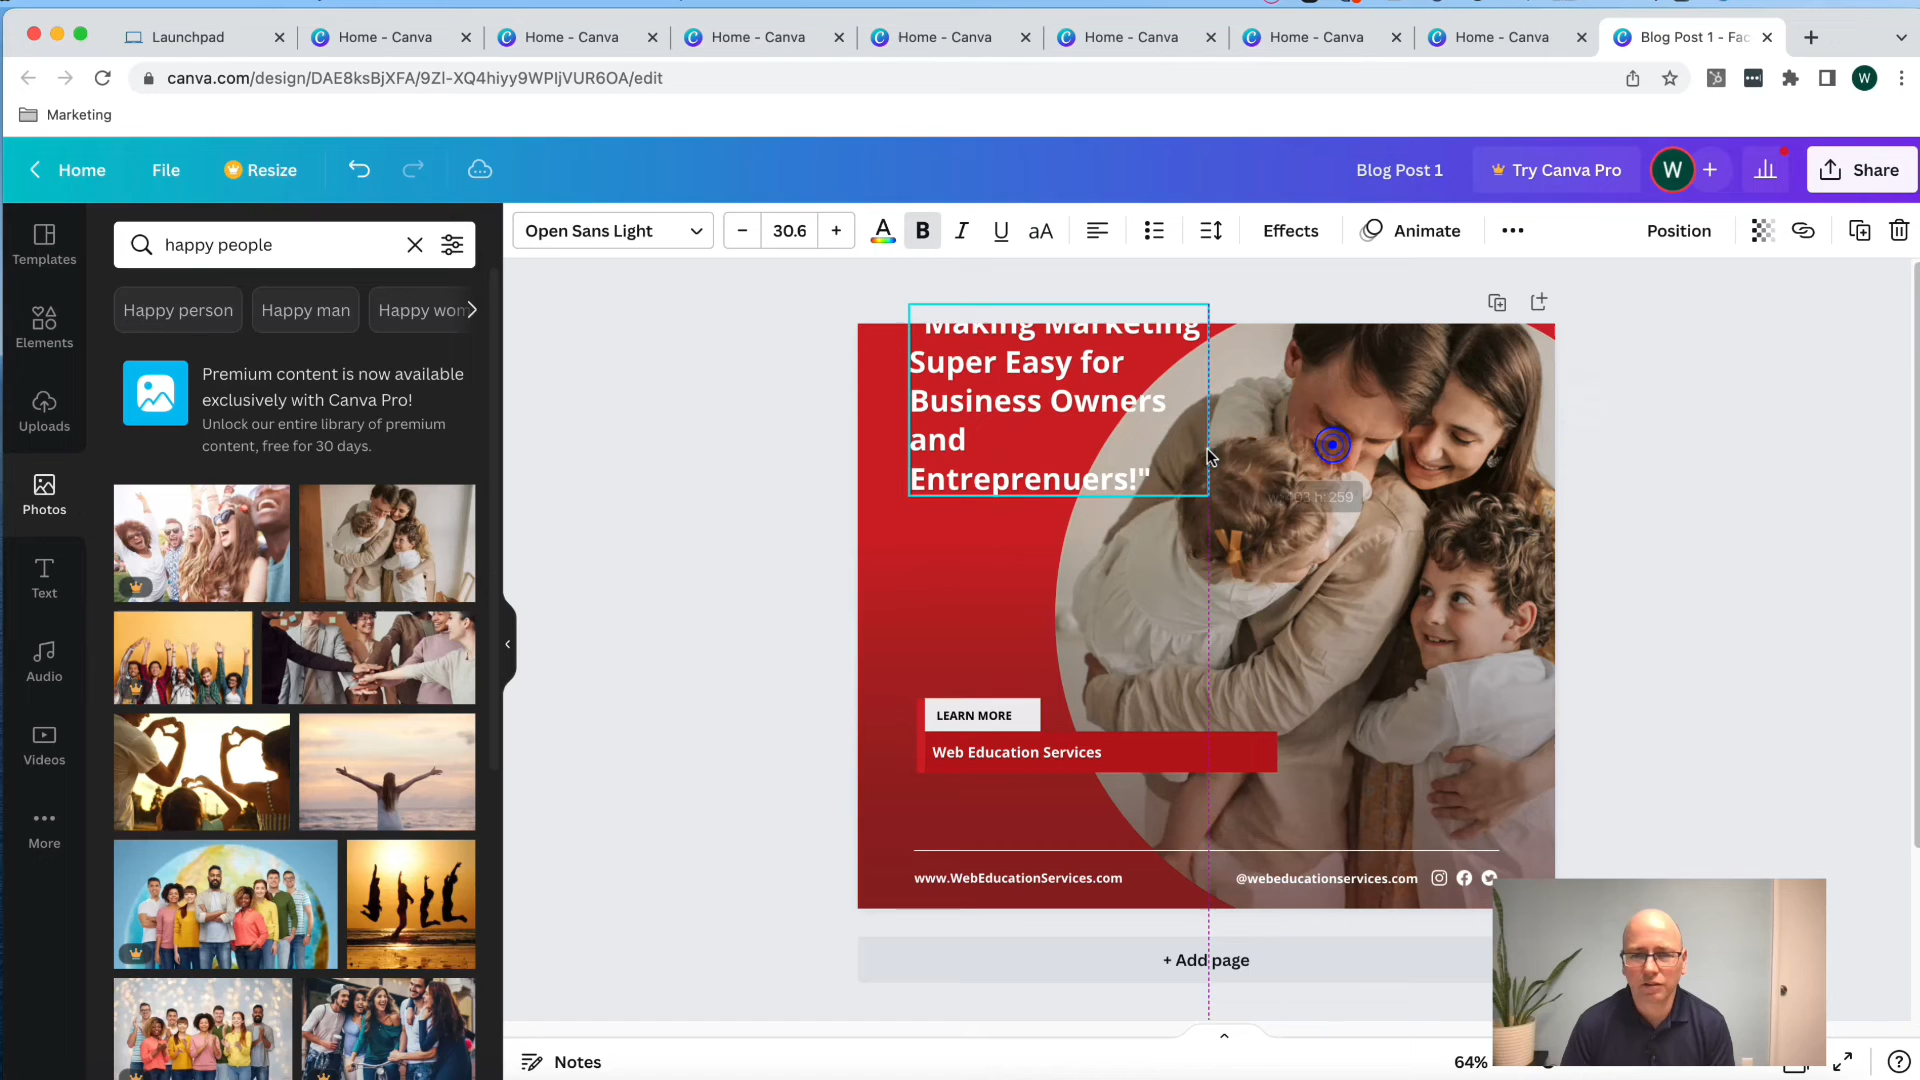 Launchpad
Home - Canva
Home - Canva
Home - Canva
Home - Canva
Home - Canva
Home - Canva
Home - Canva
Blog Post 1 - Fac
canva.com/design/DAE8ksBjXFA/9Zl-XQ4hiyy9WPIjVUR6OA/edit
W
Marketing
Home
File
Resize
Blog Post 1
Try Canva Pro
W
Share
Templates
Elements
Uploads
Photos
Text
Audio
Videos
More
happy people
Happy person
Happy man
Happy wom
Premium content is now available
exclusively with Canva Pro!
Unlock our entire library of premium
content, free for 30 days.
Open Sans Light
30.6
A
B
I
U
aA
Effects
Animate
Position
"Making Marketing
Super Easy for
Business Owners
and
Entreprenuers!"
LEARN MORE
Web Education Services
www.WebEducationServices.com
@webeducationservices.com
+ Add page
Notes
64%